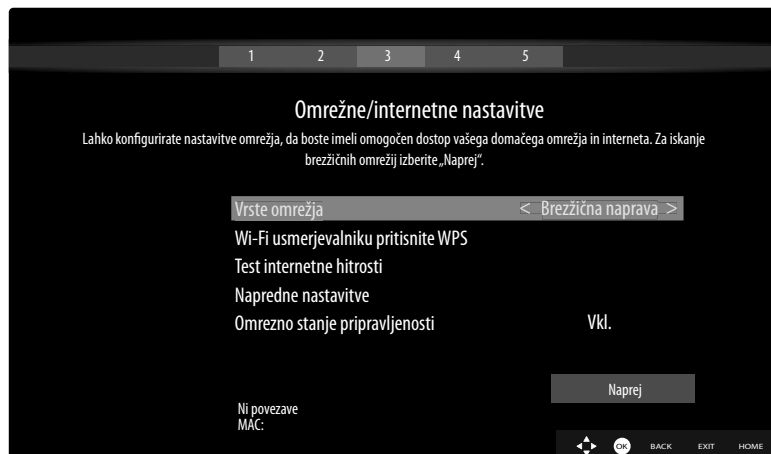 1 2 3 4 5
Omrežne/internetne nastavitve
Lahko konfigurirate nastavitve omrežja, da boste imeli omogočen dostop vašega domačega omrežja in interneta. Za iskanje
brezžičnih omrežij izberite „Naprej“.
Vrste omrežja < Brezžična naprava >
Wi-Fi usmerjevalniku pritisnite WPS
Test internetne hitrosti
Napredne nastavitve
Omrezno stanje pripravljenosti Vkl.
Naprej
Ni povezave
MAC:
OK BACK EXIT HOME